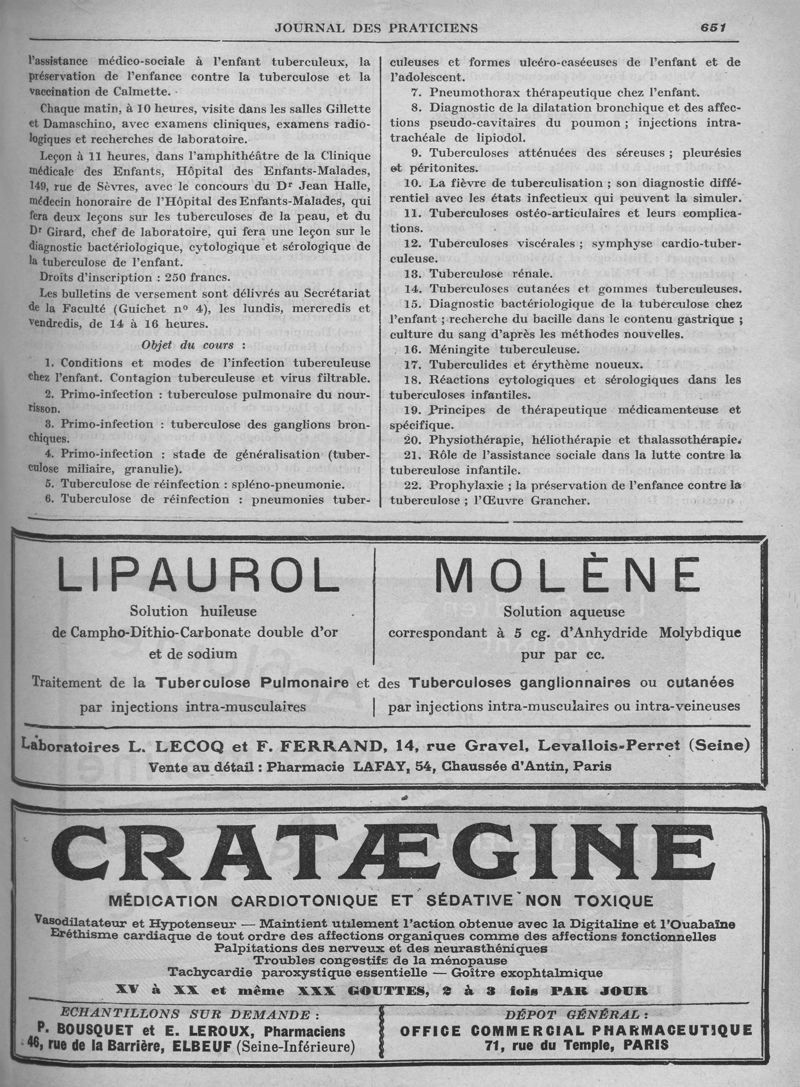 JOURNAL DES PRATICIENS 651
l'assistance médico-sociale à l'enfant tuberculeux, la
préservation de l'enfance contre la tuberculose et la
vaccination de Calmette.
Chaque matin, à 10 heures, visite dans les salles Gillette
et Damaschino, avec examens cliniques, examens radio-
logiques et recherches de laboratoire.
Leçon à 11 heures, dans l'amphithéâtre de la Clinique
médicale des Enfants, Hôpital des Enfants-Malades,
149, rue de Sèvres, avec le concours du Dr Jean Halle,
médecin honoraire de l'Hôpital des Enfants-Malades, qui
fera deux leçons sur les tuberculoses de la peau, et du
Dr Girard, chef de laboratoire, qui fera une leçon sur le
diagnostic bactériologique, cytologique et sérologique de
la tuberculose de l'enfant.
Droits d'inscription : 250 francs.
Les bulletins de versement sont délivrés au Secrétariat
de la Faculté (Guichet n° 4), les lundis, mercredis et
vendredis, de 14 à 16 heures.
Objet du cours :
1. Conditions et modes de l'infection tuberculeuse
chez l'enfant. Contagion tuberculeuse et virus filtrable.
2. Primo-infection : tuberculose pulmonaire du nour-
risson.
3. Primo-infection : tuberculose des ganglions bron-
chiques.
4. Primo-infection : stade de généralisation (tuber-
culose miliaire, granulie).
5. Tuberculose de réinfection : spléno-pneumonie.
6. Tuberculose de réinfection : pneumonies tuber-
culeuses et formes ulcéro-caséeuses de l'enfant et de
l'adolescent.
7. Pneumothorax thérapeutique chez l'enfant.
8. Diagnostic de la dilatation bronchique et des affec-
tions pseudo-cavitaires du poumon ; injections intra-
trachéale de lipiodol.
9. Tuberculoses atténuées des séreuses ; pleurésies
et péritonites.
10. La fièvre de tuberculisation ; son diagnostic diffé-
rentiel avec les états infectieux qui peuvent la simuler.
11. Tuberculoses ostéo-articulaires et leurs complica-
tions.
12. Tuberculoses viscérales ; symphyse cardio-tuber-
culeuse.
13. Tuberculose rénale.
14. Tuberculoses cutanées et gommes tuberculeuses.
15. Diagnostic bactériologique de la tuberculose chez
l'enfant ; recherche du bacille dans le contenu gastrique ;
culture du sang d'après les méthodes nouvelles.
16. Méningite tuberculeuse.
17. Tuberculides et érythème noueux.
18. Réactions cytologiques et sérologiques dans les
tuberculoses infantiles.
19. Principes de thérapeutique médicamenteuse et
spécifique.
20. Physiothérapie, héliothérapie et thalassothérapie.
21. Rôle de l'assistance sociale dans la lutte contre la
tuberculose infantile.
22. Prophylaxie ; la préservation de l'enfance contre la
tuberculose ; l'Œuvre Grancher.
LIPAUROL
Solution huileuse
de Campho-Dithio-Carbonate double d'or
et de sodium
MOLÈNE
Solution aqueuse
correspondant à 5 cg. d'Anhydride Molybdique
pur par cc.
Traitement de la Tuberculose Pulmonaire et des Tuberculoses ganglionnaires ou cutanées
par injections intra-musculaires
par injections intra-musculaires ou intra-veineuses
Laboratoires L. LECOQ et F. FERRAND, 14, rue Gravel, Levallois-Perret (Seine)
Vente au détail : Pharmacie LAFAY, 54, Chaussée d'Antin, Paris
CRATÆGINE
MÉDICATION CARDIOTONIQUE ET SÉDATIVE NON TOXIQUE
Vasodilatateur et Hypotenseur — Maintient utilement l'action obtenue avec la Digitaline et l'Ouabaïne
Eréthisme cardiaque de tout ordre des affections organiques comme des affections fonctionnelles
Palpitations des nerveux et des neurasthéniques
Troubles congestifs de la ménopause
Tachycardie paroxystique essentielle — Goître exophtalmique
XV à XX et même XXX GOUTTES, 2 à 3 fois PAR JOUR
ECHANTILLONS SUR DEMANDE :
P. BOUSQUET et E. LEROUX, Pharmaciens
46, rue de la Barrière, ELBEUF (Seine-Inférieure)
DÉPOT GÉNÉRAL :
OFFICE COMMERCIAL PHARMACEUTIQUE
71, rue du Temple, PARIS